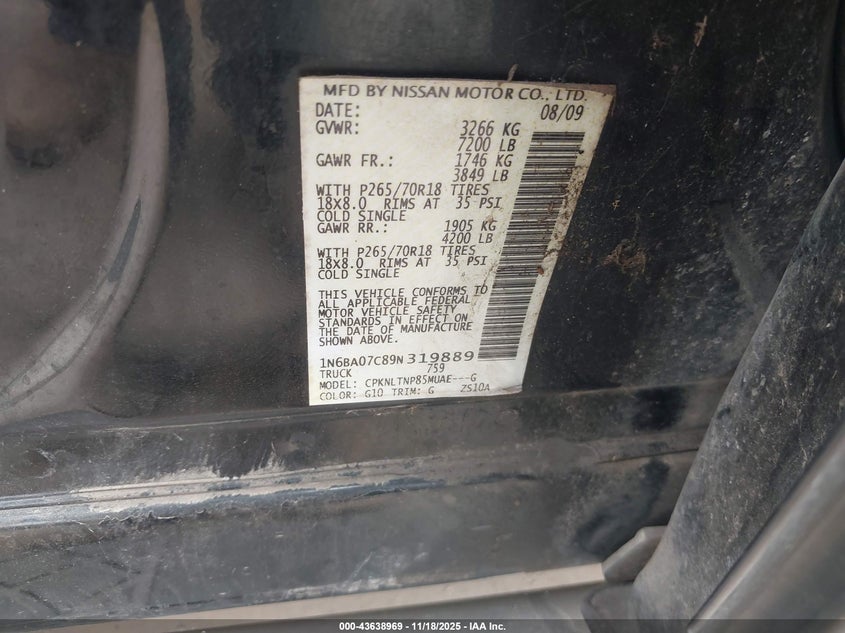 MFD BY NISSAN MOTOR CO., LTD.
DATE: 08/09
GVWR: 3266 KG
7200 LB
GAWR FR.: 1746 KG
3849 LB
WITH P265/70R18 TIRES
18X8.0 RIMS AT 35 PSI
COLD SINGLE
GAWR RR.: 1905 KG
4200 LB
WITH P265/70R18 TIRES
18X8.0 RIMS AT 35 PSI
COLD SINGLE
THIS VEHICLE CONFORMS TO
ALL APPLICABLE FEDERAL
MOTOR VEHICLE SAFETY
STANDARDS IN EFFECT ON
THE DATE OF MANUFACTURE
SHOWN ABOVE.
1N6BA07C89N319889
TRUCK 759
MODEL: CPKNLTNP85MUAE---G
COLOR: G10 TRIM: G ZS10A
000-43638969 | 11/18/2025 - IAA Inc.